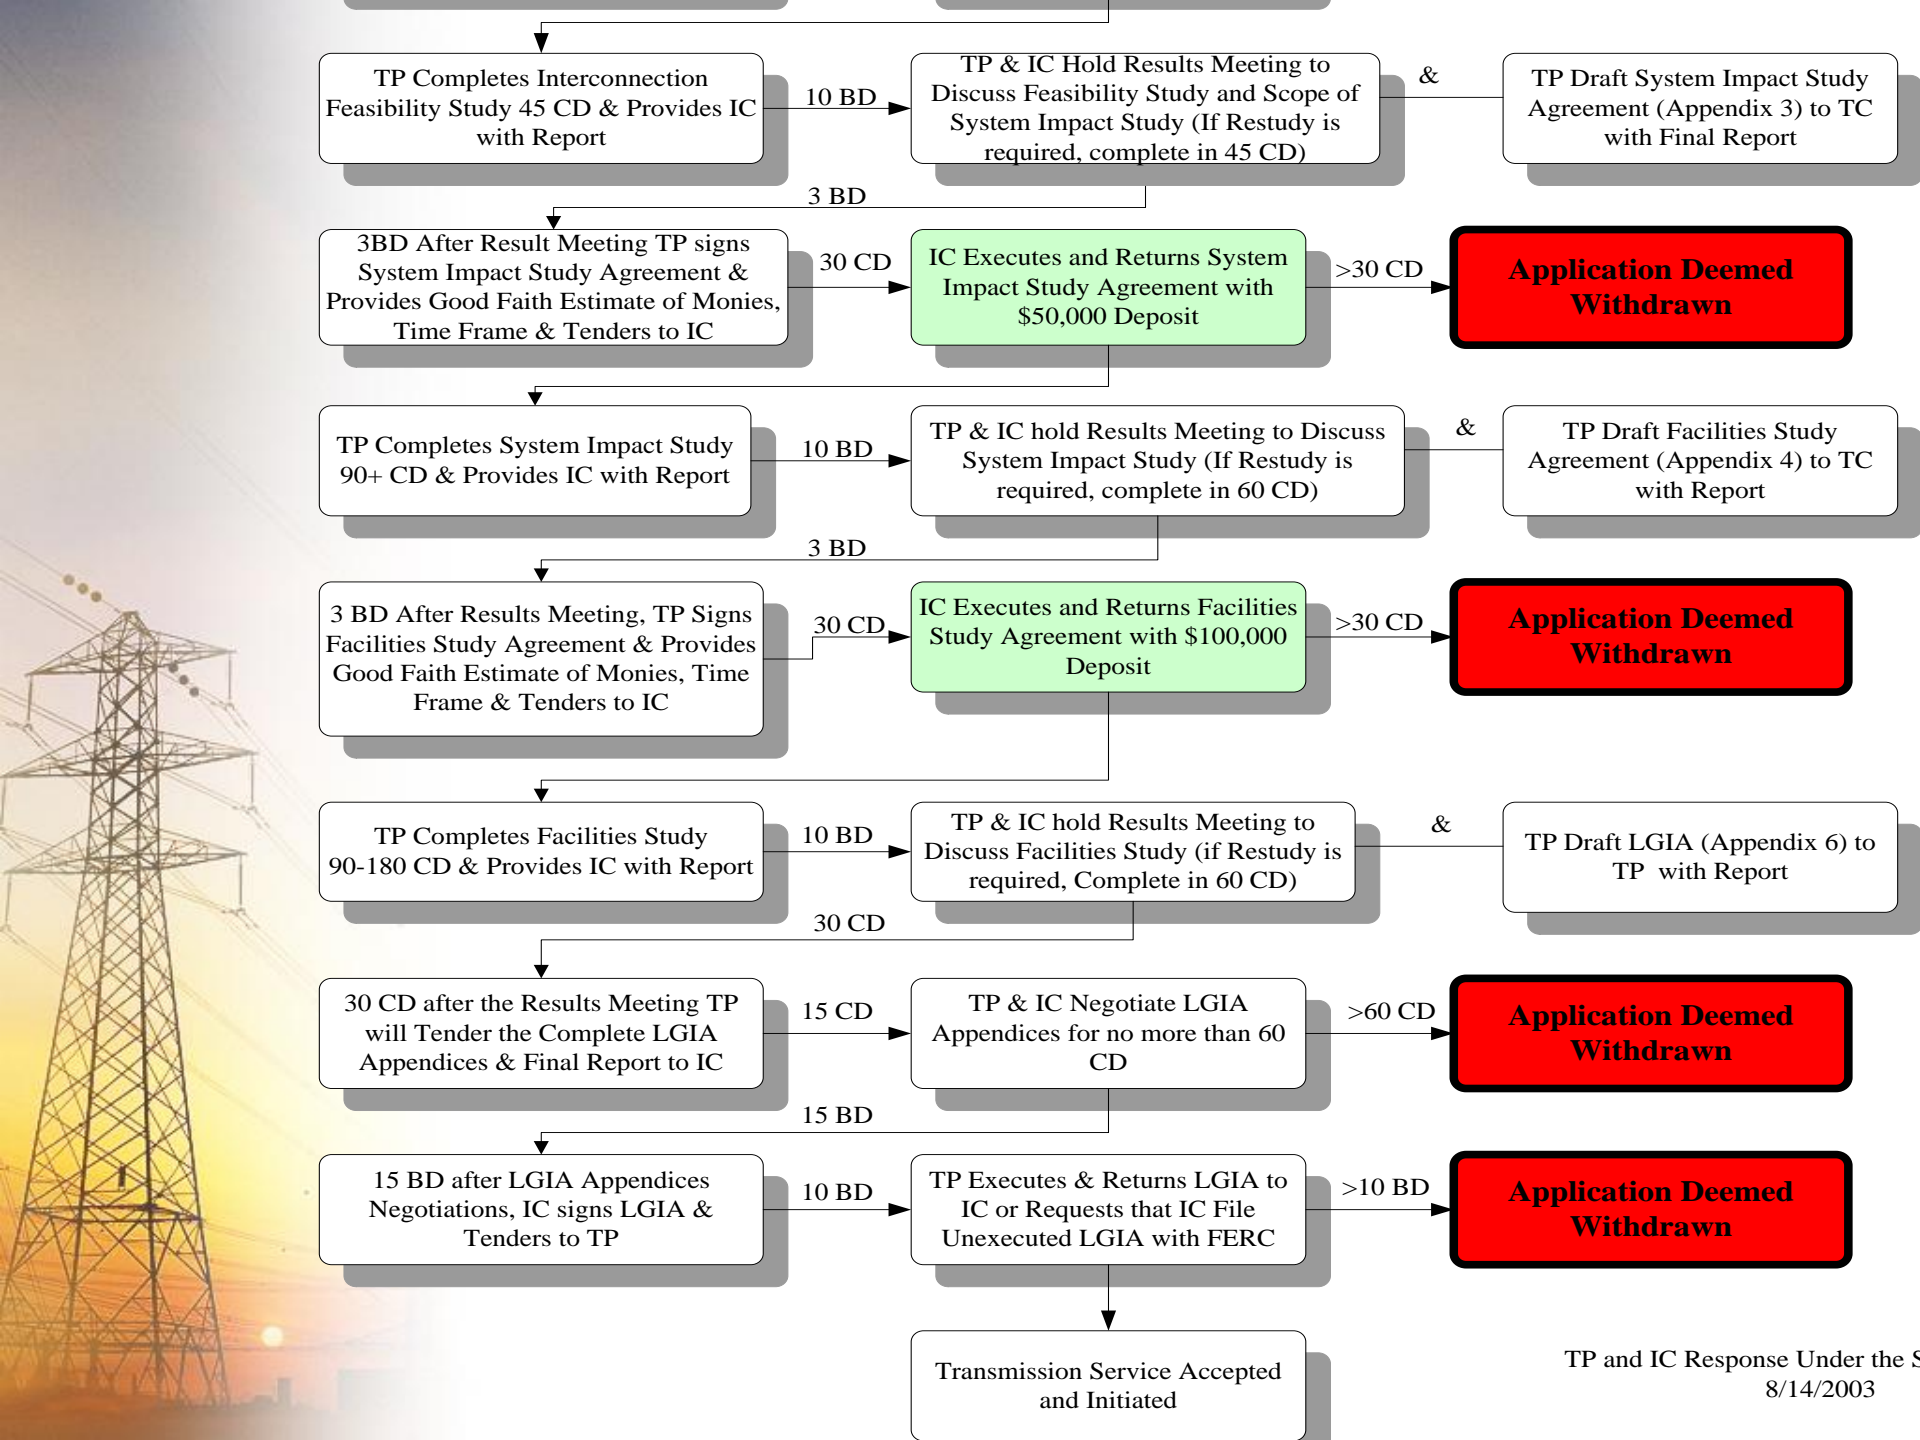 TP Completes Interconnection
Feasibility Study 45 CD & Provides IC
with Report
10 BD
TP & IC Hold Results Meeting to
Discuss Feasibility Study and Scope of
System Impact Study (If Restudy is
required, complete in 45 CD)
&
TP Draft System Impact Study
Agreement (Appendix 3) to TC
with Final Report
3 BD
3BD After Result Meeting TP signs
System Impact Study Agreement &
Provides Good Faith Estimate of Monies,
Time Frame & Tenders to IC
30 CD
IC Executes and Returns System
Impact Study Agreement with
$50,000 Deposit
>30 CD
Application Deemed
Withdrawn
TP Completes System Impact Study
90+ CD & Provides IC with Report
10 BD
TP & IC hold Results Meeting to Discuss
System Impact Study (If Restudy is
required, complete in 60 CD)
&
TP Draft Facilities Study
Agreement (Appendix 4) to TC
with Report
3 BD
3 BD After Results Meeting, TP Signs
Facilities Study Agreement & Provides
Good Faith Estimate of Monies, Time
Frame & Tenders to IC
30 CD
IC Executes and Returns Facilities
Study Agreement with $100,000
Deposit
>30 CD
Application Deemed
Withdrawn
TP Completes Facilities Study
90-180 CD & Provides IC with Report
10 BD
TP & IC hold Results Meeting to
Discuss Facilities Study (if Restudy is
required, Complete in 60 CD)
&
TP Draft LGIA (Appendix 6) to
TP with Report
30 CD
30 CD after the Results Meeting TP
will Tender the Complete LGIA
Appendices & Final Report to IC
15 CD
TP & IC Negotiate LGIA
Appendices for no more than 60
CD
>60 CD
Application Deemed
Withdrawn
15 BD
15 BD after LGIA Appendices
Negotiations, IC signs LGIA &
Tenders to TP
10 BD
TP Executes & Returns LGIA to
IC or Requests that IC File
Unexecuted LGIA with FERC
>10 BD
Application Deemed
Withdrawn
Transmission Service Accepted
and Initiated
TP and IC Response Under the
8/14/2003